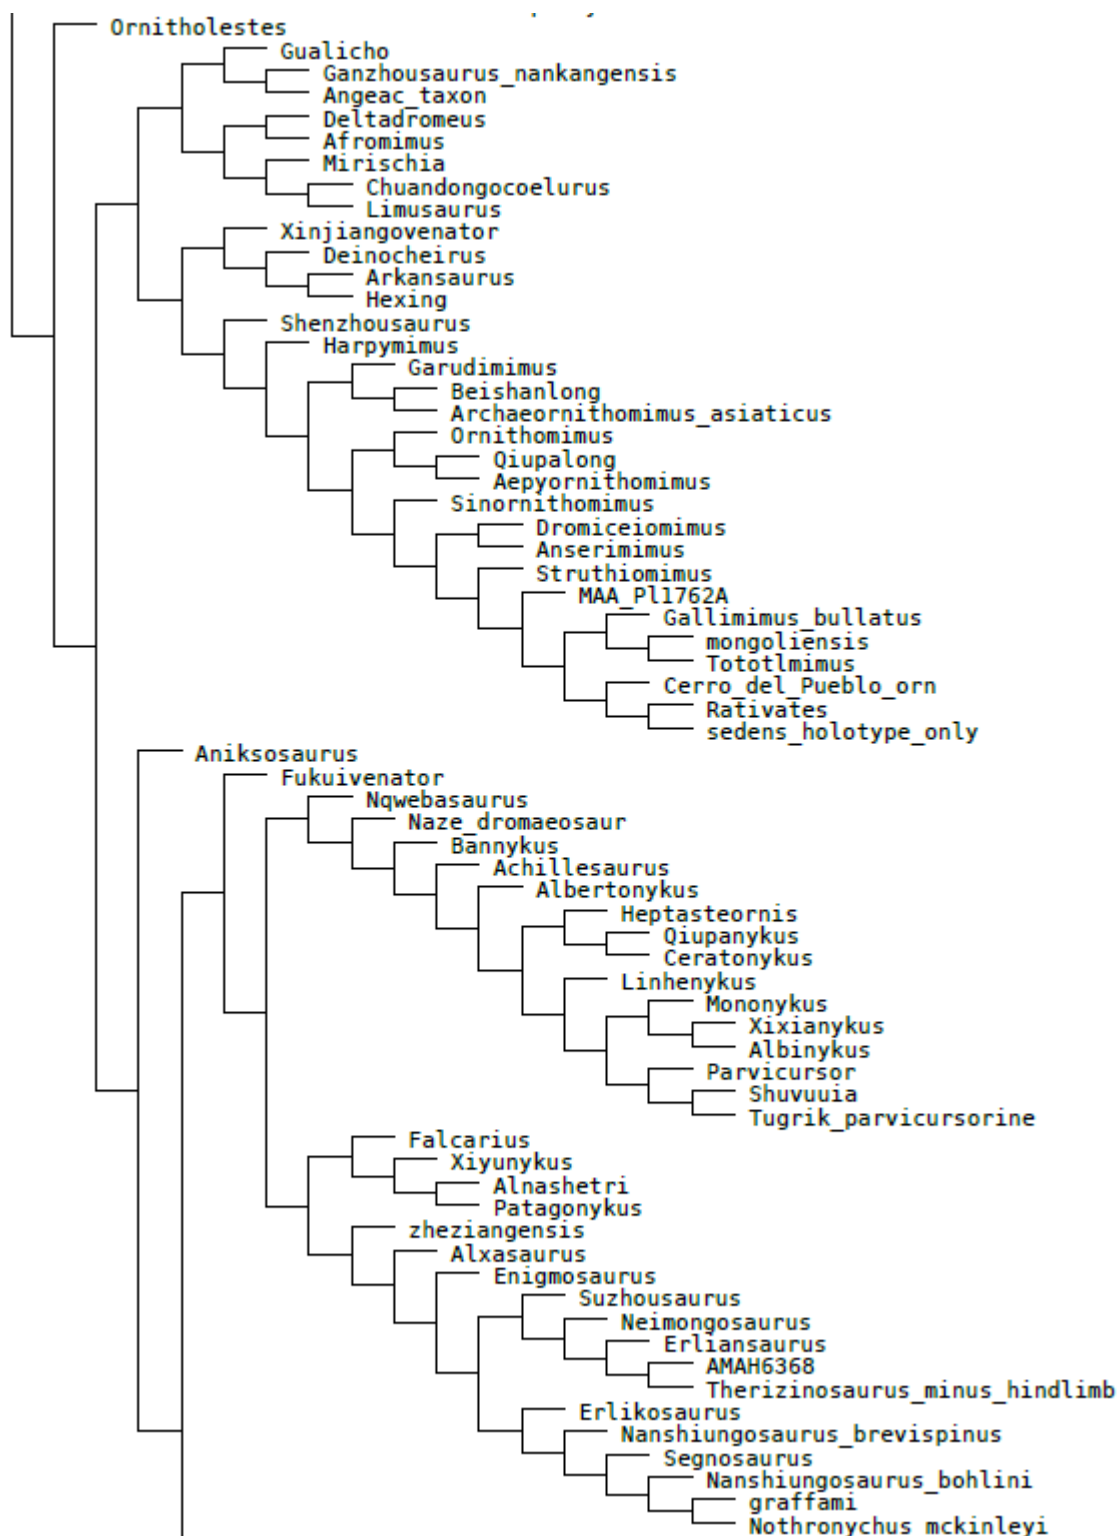 Ornitholestes
Gualicho
Ganzhousaurus_nankangensis
Angeac_taxon
Deltadromeus
Afromimus
Mirischia
Chuandongocoelurus
Limusaurus
Xinjiangovenator
Deinocheirus
Arkansaurus
Hexing
Shenzhousaurus
Harpymimus
Garudimimus
Beishanlong
Archaeornithomimus_asiaticus
Ornithomimus
Qiupalong
Aepyornithomimus
Sinornithomimus
Dromiceiomimus
Anserimimus
Struthiomimus
MAA_Pl1762A
Gallimimus_bullatus
mongoliensis
Tototlmimus
Cerro_del_Pueblo_orn
Rativates
sedens_holotype_only
Aniksosaurus
Fukuivenator
Nqwebasaurus
Naze_dromaeosaur
Bannykus
Achillesaurus
Albertonykus
Heptasteornis
Qiupanykus
Ceratonykus
Linhenykus
Mononykus
Xixianykus
Albinykus
Parvicursor
Shuvuuia
Tugrik_parvicursorine
Falcarius
Xiyunykus
Alnashetri
Patagonykus
zheziangensis
Alxasaurus
Enigmosaurus
Suzhousaurus
Neimongosaurus
Erliansaurus
AMAH6368
Therizinosaurus_minus_hindlimb
Erlikosaurus
Nanshiungosaurus_brevispinus
Segnosaurus
Nanshiungosaurus_bohlini
graffami
Nothronychus_mckinleyi